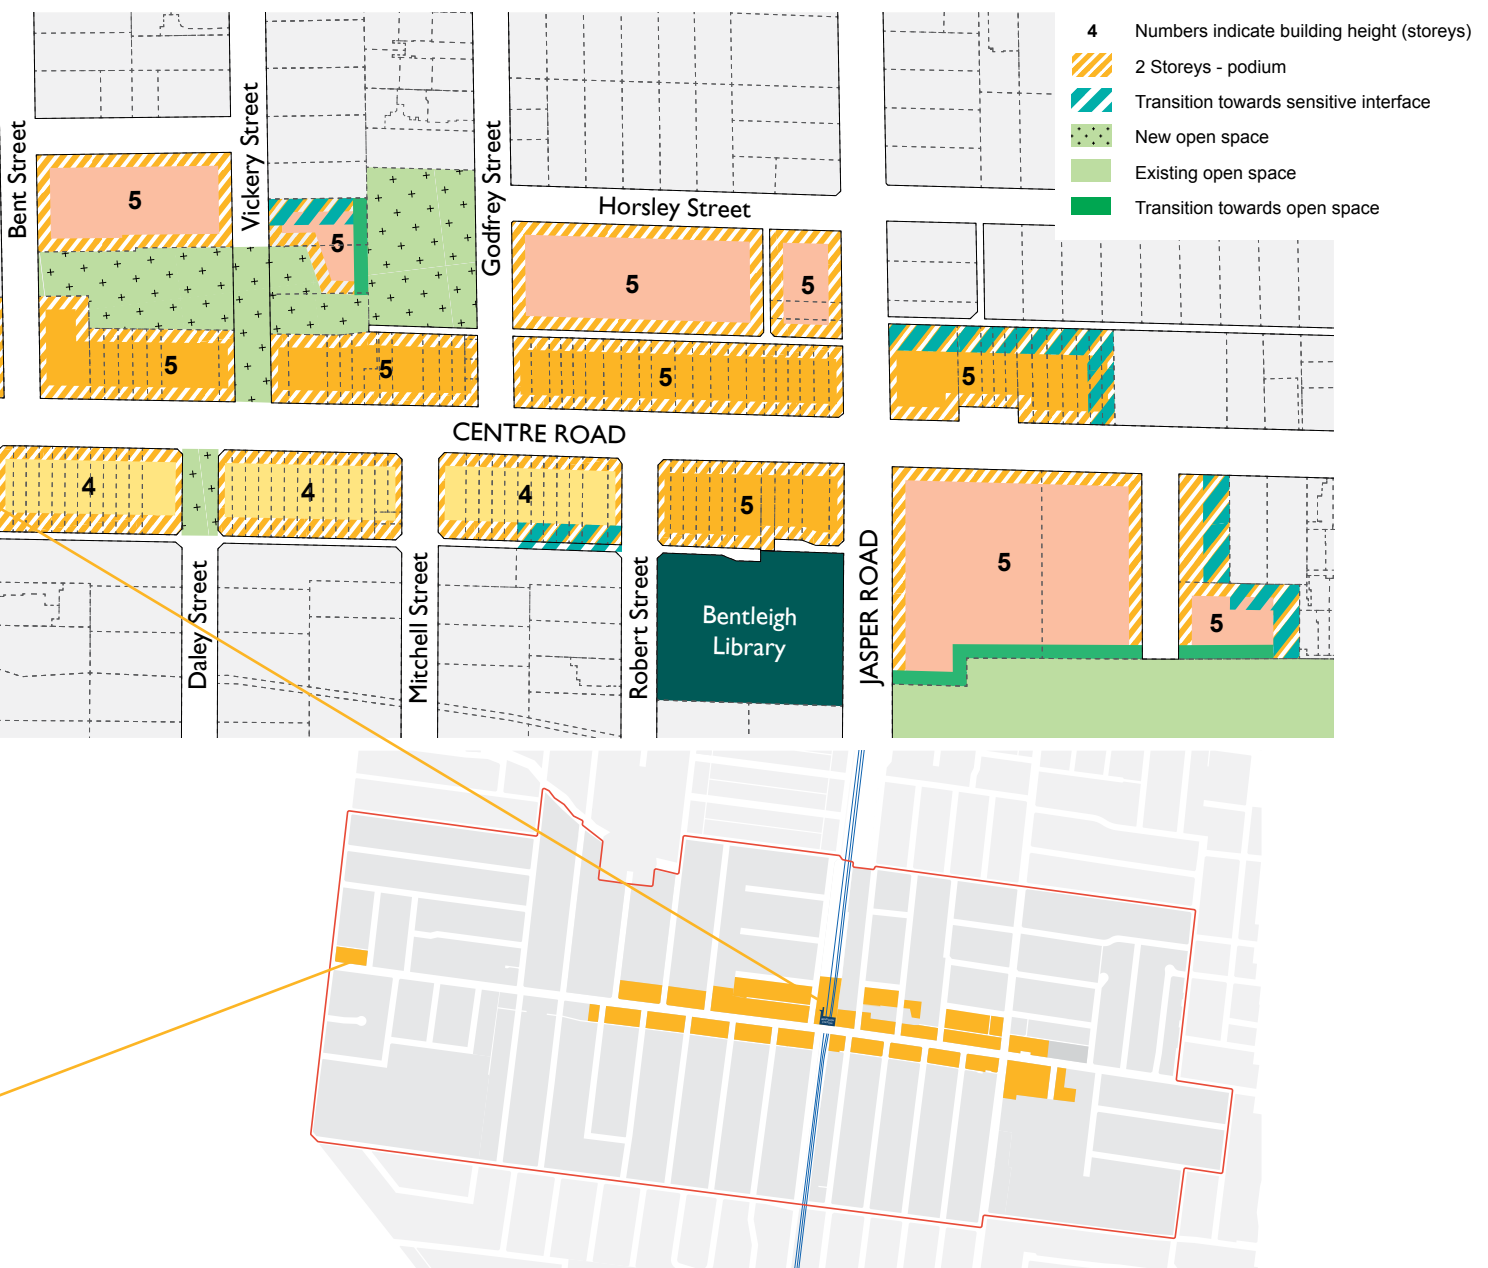 4 Numbers indicate building height (storeys)
2 Storeys - podium
Transition towards sensitive interface
New open space
Existing open space
Transition towards open space
Bent Street
Vickery Street
Godfrey Street
Horsley Street
5
5
5
5
5
5
5
5
CENTRE ROAD
4
4
4
5
5
5
Daley Street
Mitchell Street
Robert Street
JASPER ROAD
Bentleigh
Library